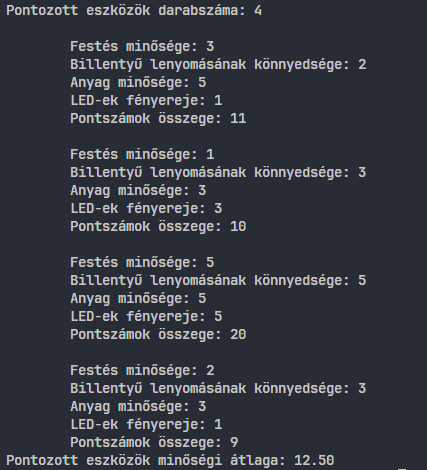 Pontozott eszközök darabszáma: 4
Festés minősége: 3
Billentyű lenyomásának könnyedsége: 2
Anyag minősége: 5
LED-ek fényereje: 1
Pontszámok összege: 11
Festés minősége: 1
Billentyű lenyomásának könnyedsége: 3
Anyag minősége: 3
LED-ek fényereje: 3
Pontszámok összege: 10
Festés minősége: 5
Billentyű lenyomásának könnyedsége: 5
Anyag minősége: 5
LED-ek fényereje: 5
Pontszámok összege: 20
Festés minősége: 2
Billentyű lenyomásának könnyedsége: 3
Anyag minősége: 3
LED-ek fényereje: 1
Pontszámok összege: 9
Pontozott eszközök minőségi átlaga: 12.50